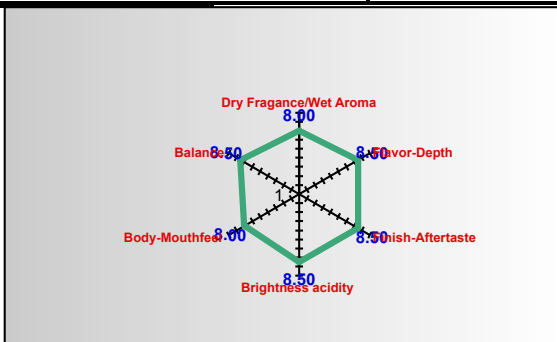 Dry Fragance/Wet Aroma
8.00
Balance 8.50
8.50 Flavor-Depth
1
Body-Mouthfeel 8.00
8.50 Finish-Aftertaste
8.50
Brightness acidity